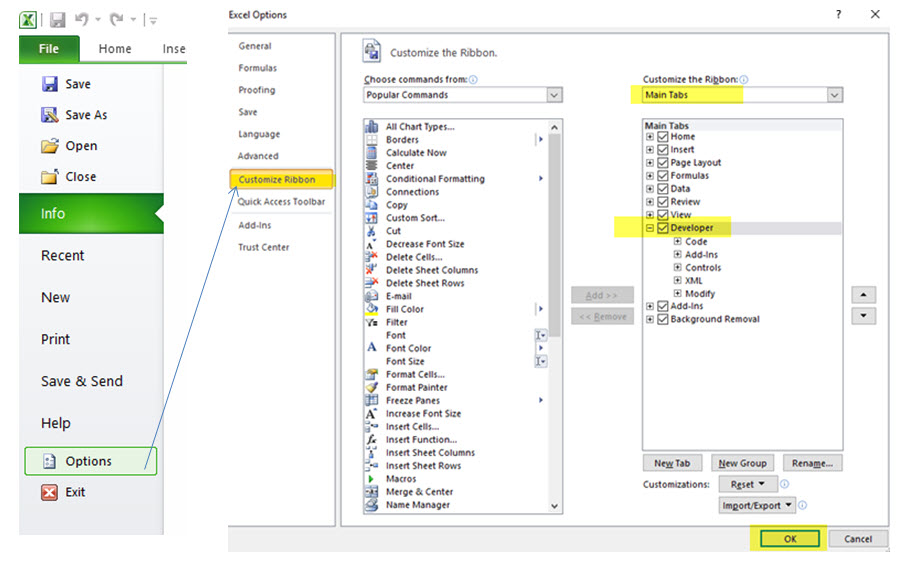 File
Home
Inse
Save
Save As
Open
Close
Info
Recent
New
Print
Save & Send
Help
Options
Exit
Excel Options
?
General
Formulas
Proofing
Save
Language
Advanced
Customize Ribbon
Quick Access Toolbar
Add-Ins
Trust Center
Customize the Ribbon.
Choose commands from:
Popular Commands
All Chart Types...
Borders
Calculate Now
Center
Conditional Formatting
Connections
Copy
Custom Sort...
Cut
Decrease Font Size
Delete Cells...
Delete Sheet Columns
Delete Sheet Rows
E-mail
Fill Color
Filter
Font
Font Color
Font Size
Format Cells...
Format Painter
Freeze Panes
Increase Font Size
Insert Cells...
Insert Function...
Insert Sheet Columns
Insert Sheet Rows
Macros
Merge & Center
Name Manager
Add >>
<< Remove
Customize the Ribbon:
Main Tabs
Main Tabs
Home
Insert
Page Layout
Formulas
Data
Review
View
Developer
Code
Add-Ins
Controls
XML
Modify
Add-Ins
Background Removal
New Tab
New Group
Rename...
Customizations:
Reset
Import/Export
OK
Cancel